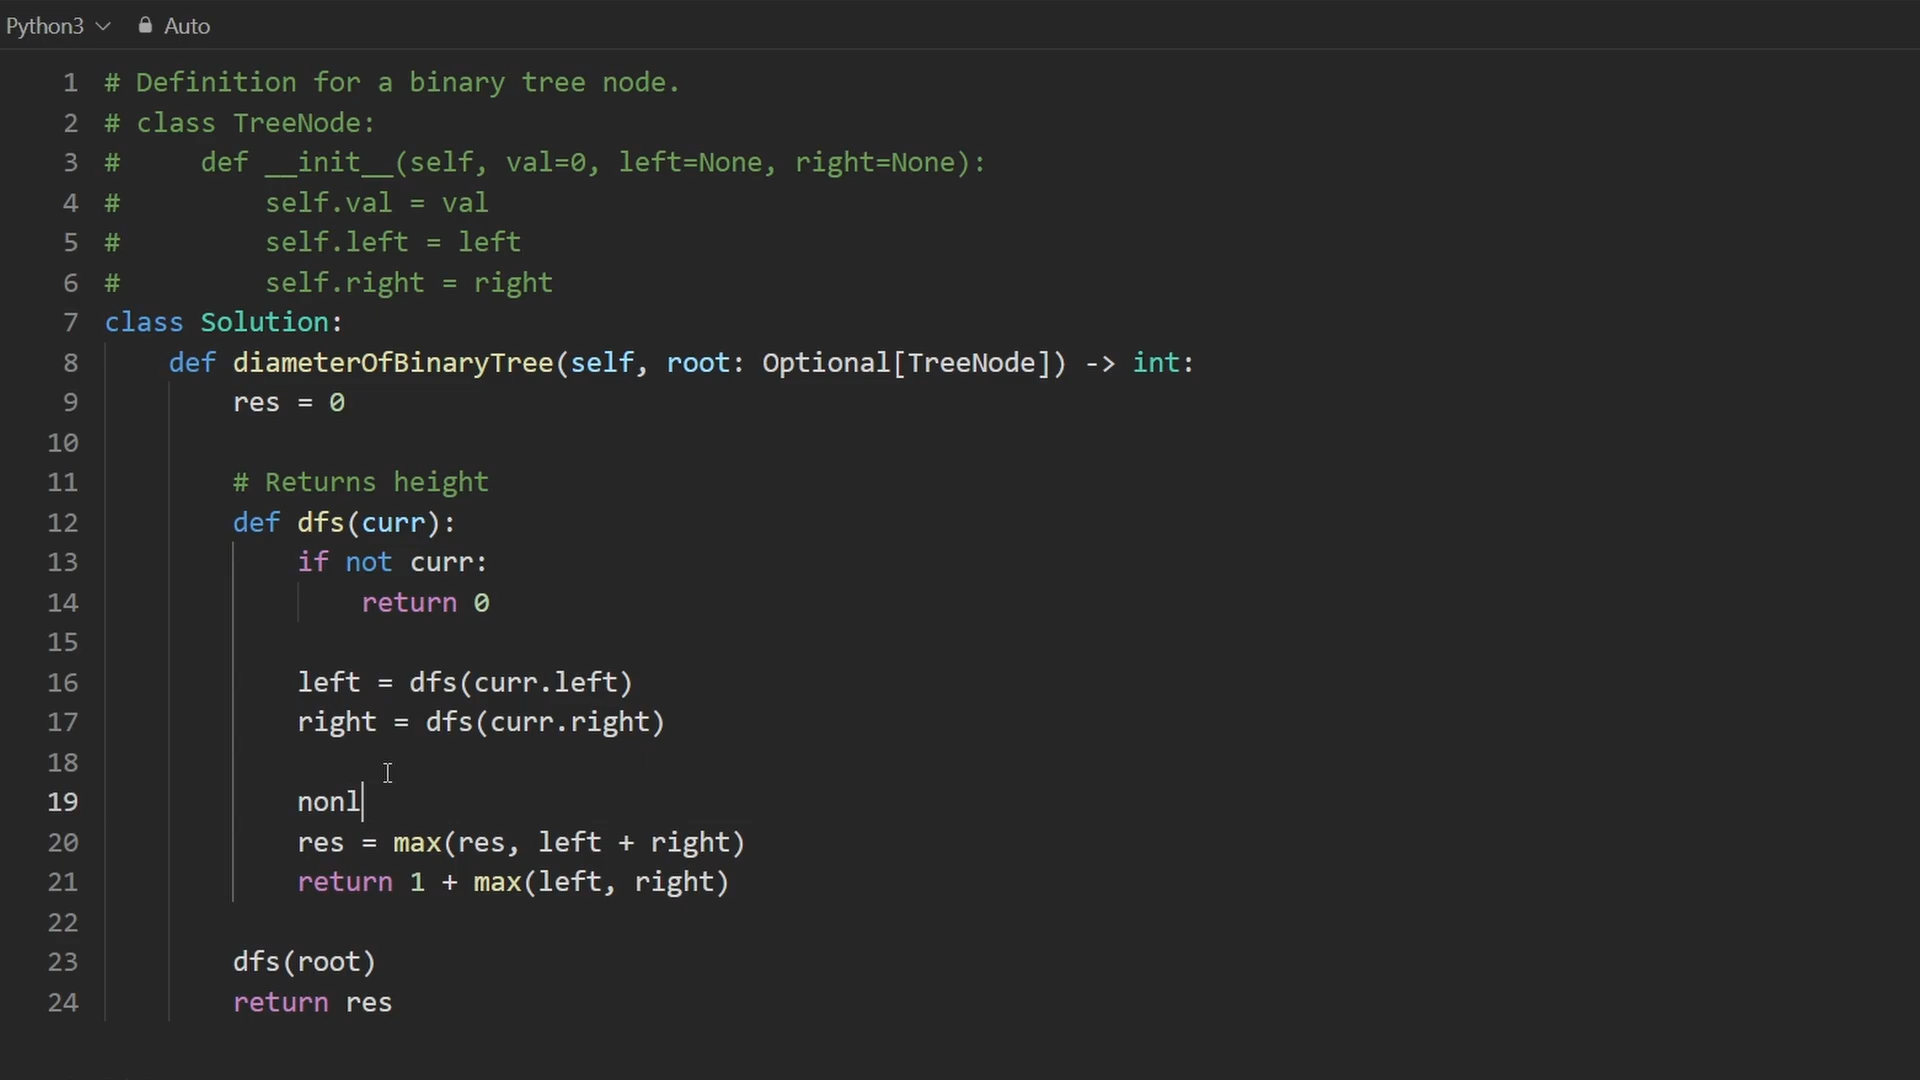 Python3 Auto
1 # Definition for a binary tree node.
2 # class TreeNode:
3 #     def __init__(self, val=0, left=None, right=None):
4 #         self.val = val
5 #         self.left = left
6 #         self.right = right
7 class Solution:
8     def diameterOfBinaryTree(self, root: Optional[TreeNode]) -> int:
9         res = 0
10
11         # Returns height
12         def dfs(curr):
13             if not curr:
14                 return 0
15
16             left = dfs(curr.left)
17             right = dfs(curr.right)
18
19             nonl
20             res = max(res, left + right)
21             return 1 + max(left, right)
22
23         dfs(root)
24         return res